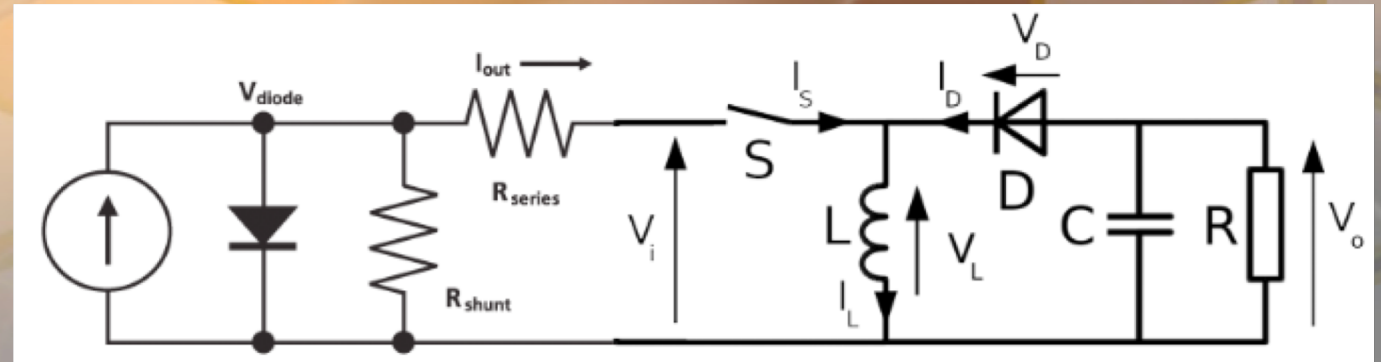 V_diode
I_out
R_series
R_shunt
V_i
S
I_S
I_D
V_D
D
L
V_L
I_L
C
R
V_o